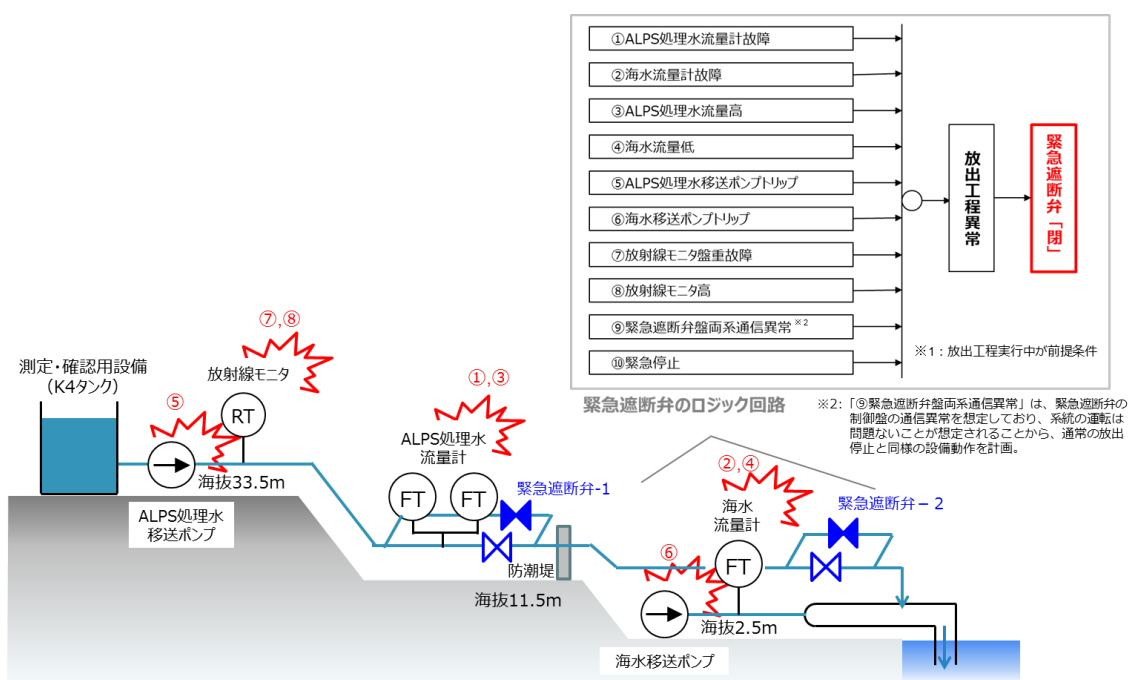 ①ALPS処理水流量計故障
②海水流量計故障
③ALPS処理水流量高
④海水流量低
⑤ALPS処理水移送ポンプトリップ
⑥海水移送ポンプトリップ
⑦放射線モニタ盤重故障
⑧放射線モニタ高
⑨緊急遮断弁盤両系通信異常※2
⑩緊急停止
放出工程異常
緊急遮断弁「閉」
※1：放出工程実行中が前提条件
緊急遮断弁のロジック回路
※2:「⑨緊急遮断弁盤両系通信異常」は、緊急遮断弁の
制御盤の通信異常を想定しており、系統の運転は
問題ないことが想定されることから、通常の放出
停止と同様の設備動作を計画。
測定・確認用設備
（K4タンク）
⑤
⑦,⑧
放射線モニタ
RT
海抜33.5m
ALPS処理水
移送ポンプ
①,③
ALPS処理水
流量計
FT
FT
緊急遮断弁-1
防潮堤
海抜11.5m
②,④
海水
流量計
FT
緊急遮断弁－2
⑥
海抜2.5m
海水移送ポンプ